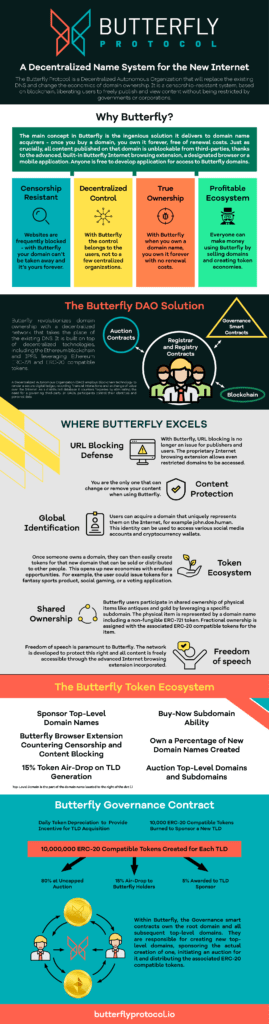 BUTTERFLY
PROTOCOL
A Decentralized Name System for the New Internet
The Butterfly Protocol is a Decentralized Autonomous Organization that will replace the existing
DNS and change the economics of domain ownership. It is a censorship resistant system, based
on Blockchain, liberating users to freely publish and view content without being restricted by
governments or corporations.
Why Butterfly?
The main concept in Butterfly is the ingenious solution it delivers to domain name
acquirers - once you buy a domain, you own it forever, free of renewal costs. Just as
crucially, all content published on that domain is unblockable from third-parties, thanks
to the advanced, built-in Butterfly Internet browsing extension, a designated browser or a
mobile application. Anyone is free to develop application for access to Butterfly domains.
Censorship
Resistant
Websites are
frequently blocked
- with Butterfly
your domain can't
be taken away and
it's yours forever.
Decentralized
Control
With Butterfly
the control
belongs to the
users, not to a
few centralized
organizations.
True
Ownership
With Butterfly
when you own a
domain name,
you own it forever
with no renewal
costs.
Profitable
Ecosystem
Everyone can
make money
using Butterfly by
selling domains
and creating token
economies.
The Butterfly DAO Solution
Butterfly revolutionises domain
ownership with a decentralized
network that takes the place of
the existing DNS. It is built on top
of decentralized technologies,
including the Ethereum blockchain
and IPFS, leveraging Ethereum
tokens.
Auction
Contracts
Governance
Smart
Contracts
Registrar
and Registry
Contracts
Blockchain
WHERE BUTTERFLY EXCELS
URL Blocking
Defense
With Butterfly, URL blocking is no
longer an issue for publishers and
users. The proprietary Internet
browsing extension allows even
restricted domains to be accessed.
You are the only one that can
change or remove your content
when using Butterfly.
Content
Protection
Global
Identification
Users can acquire a domain that uniquely represents
them on the Internet, for example john.doe.human.
This identity can be used to access various social media
accounts and cryptocurrency wallets.
Once someone owns a domain, they can then easily create
tokens for that new domain that can be sold or distributed
to other people. This opens up new economies with endless
opportunities. For example, the user could issue tokens for a
fantasy sports product, social gaming, or a voting application.
Token
Ecosystem
Shared
Ownership
Butterfly users participate in shared ownership of physical
items like antiques and gold by leveraging a specific
subdomain. The physical item is represented by a domain name
including a non-fungible ERC-721 token. Fractional ownership is
assigned with the associated ERC-20 compatible tokens for the
item.
Freedom of speech is paramount to Butterfly. The network
is developed to protect this right and all content is freely
accessible through the advanced Internet browsing
extension incorporated.
Freedom
of speech
The Butterfly Token Ecosystem
Sponsor Top-Level
Domain Names
Butterfly Browser Extension
Countering Censorship and
Content Blocking
15% Token Air-Drop on TLD
Generation
Buy-Now Subdomain
Ability
Own a Percentage of New
Domain Names Created
Auction Top-Level Domains
and Subdomains
Butterfly Governance Contract
Daily Token Depreciation to Provide
Incentive for TLD Acquisition
10,000 ERC-20 Compatible Tokens
Burned to Sponsor a New TLD
10,000,000 ERC-20 Compatible Tokens Created for Each TLD
80% at Uncapped
Auction
15% Air-Drop to
Butterfly Holders
5% Awarded to TLD
Sponsor
Within Butterfly, the Governance smart
contracts own the root domain and all
subsequent top-level domains. They
are responsible for creating new top-
level domains, sponsoring the actual
creation of one, initiating an auction for
it and distributing the associated ERC-20
compatible tokens.
butterflyprotocol.io